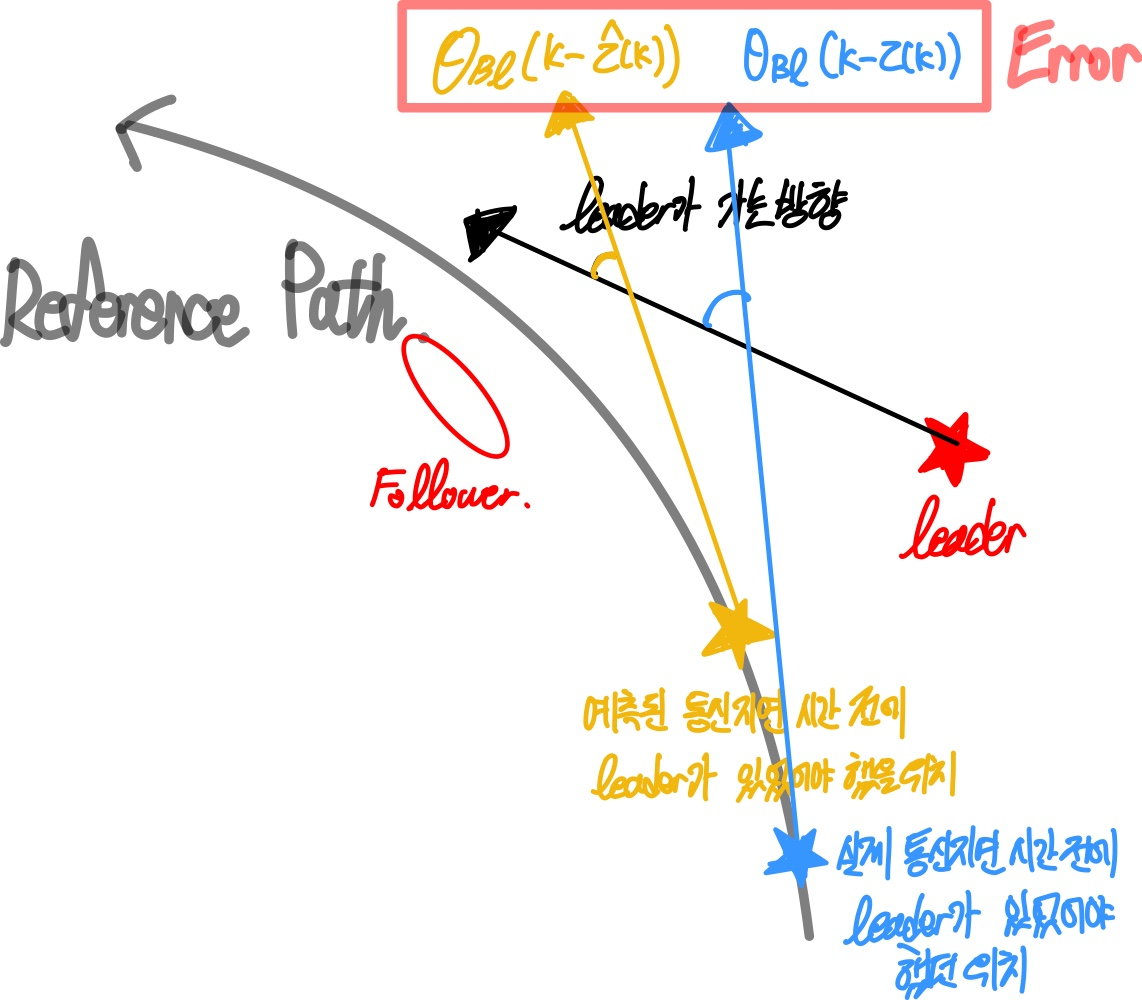 θBl(k-τ̂(k)) θBl(k-τ(k)) Error
leader가 가는 방향
Reference Path
Follower.
leader
예측된 통신지연 시간 전에
leader가 있었어야 했을 위치
실제 통신지연 시간 전에
leader가 있었어야
했던 위치